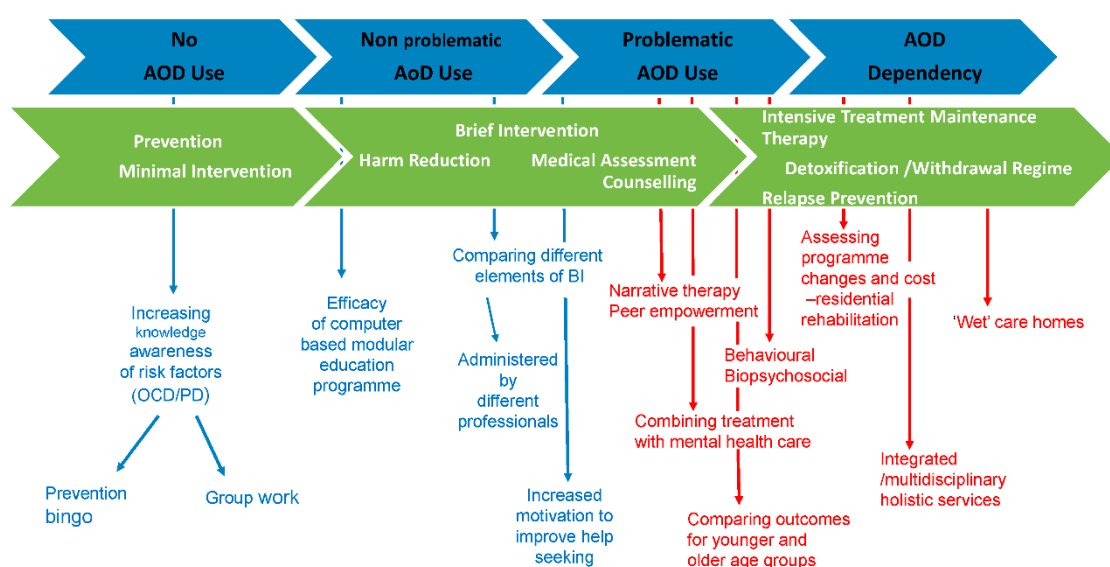 No
AOD Use
Non problematic
AoD Use
Problematic
AOD Use
AOD
Dependency
Prevention
Minimal Intervention
Brief Intervention
Harm Reduction
Medical Assessment
Counselling
Intensive Treatment Maintenance
Therapy
Detoxification /Withdrawal Regime
Relapse Prevention
Increasing
knowledge
awareness
of risk factors
(OCD/PD)
Prevention
bingo
Group work
Efficacy
of computer
based modular
education
programme
Comparing different
elements of BI
Administered
by
different
professionals
Increased
motivation to
improve help
seeking
Narrative therapy
Peer empowerment
Combining treatment
with mental health care
Comparing outcomes
for younger and
older age groups
Behavioural
Biopsychosocial
Assessing
programme
changes and cost
–residential
rehabilitation
Integrated
/multidisciplinary
holistic services
‘Wet’ care homes